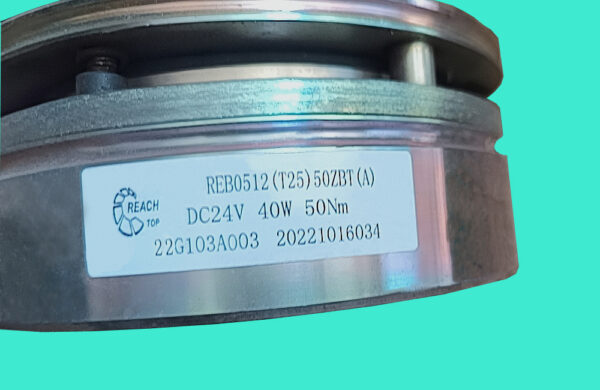 REACH
TOP
REB0512(T25)50ZBT(A)
DC24V 40W 50Nm
22G103A003 20221016034